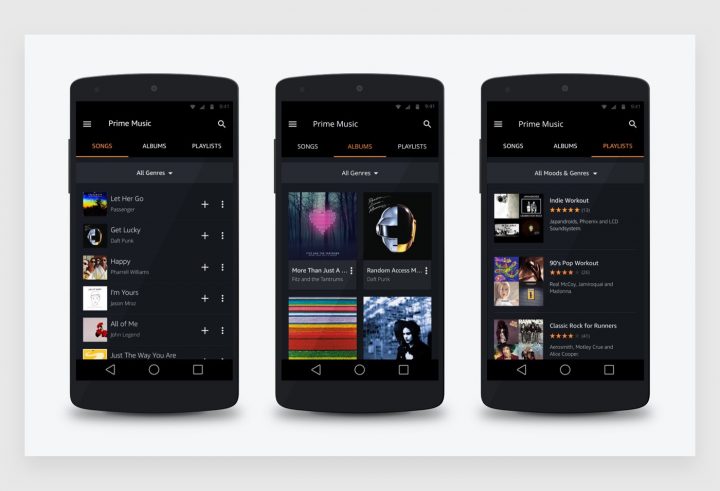 9:41
Prime Music
SONGS ALBUMS PLAYLISTS
All Genres
Let Her Go
Passenger
Get Lucky
Daft Punk
Happy
Pharrell Williams
I'm Yours
Jason Mraz
All of Me
John Legend
Just The Way You Are
9:41
Prime Music
SONGS ALBUMS PLAYLISTS
All Genres
More Than Just A ...
Fitz and the Tantrums
Random Access M...
Daft Punk
9:41
Prime Music
SONGS ALBUMS PLAYLISTS
All Moods & Genres
Indie Workout
(13)
Japandroids, Phoenix and LCD
Soundsystem
90's Pop Workout
(26)
Real McCoy, Jamiroquai and
Madonna
Classic Rock for Runners
(40)
Aerosmith, Motley Crue and
Alice Cooper.